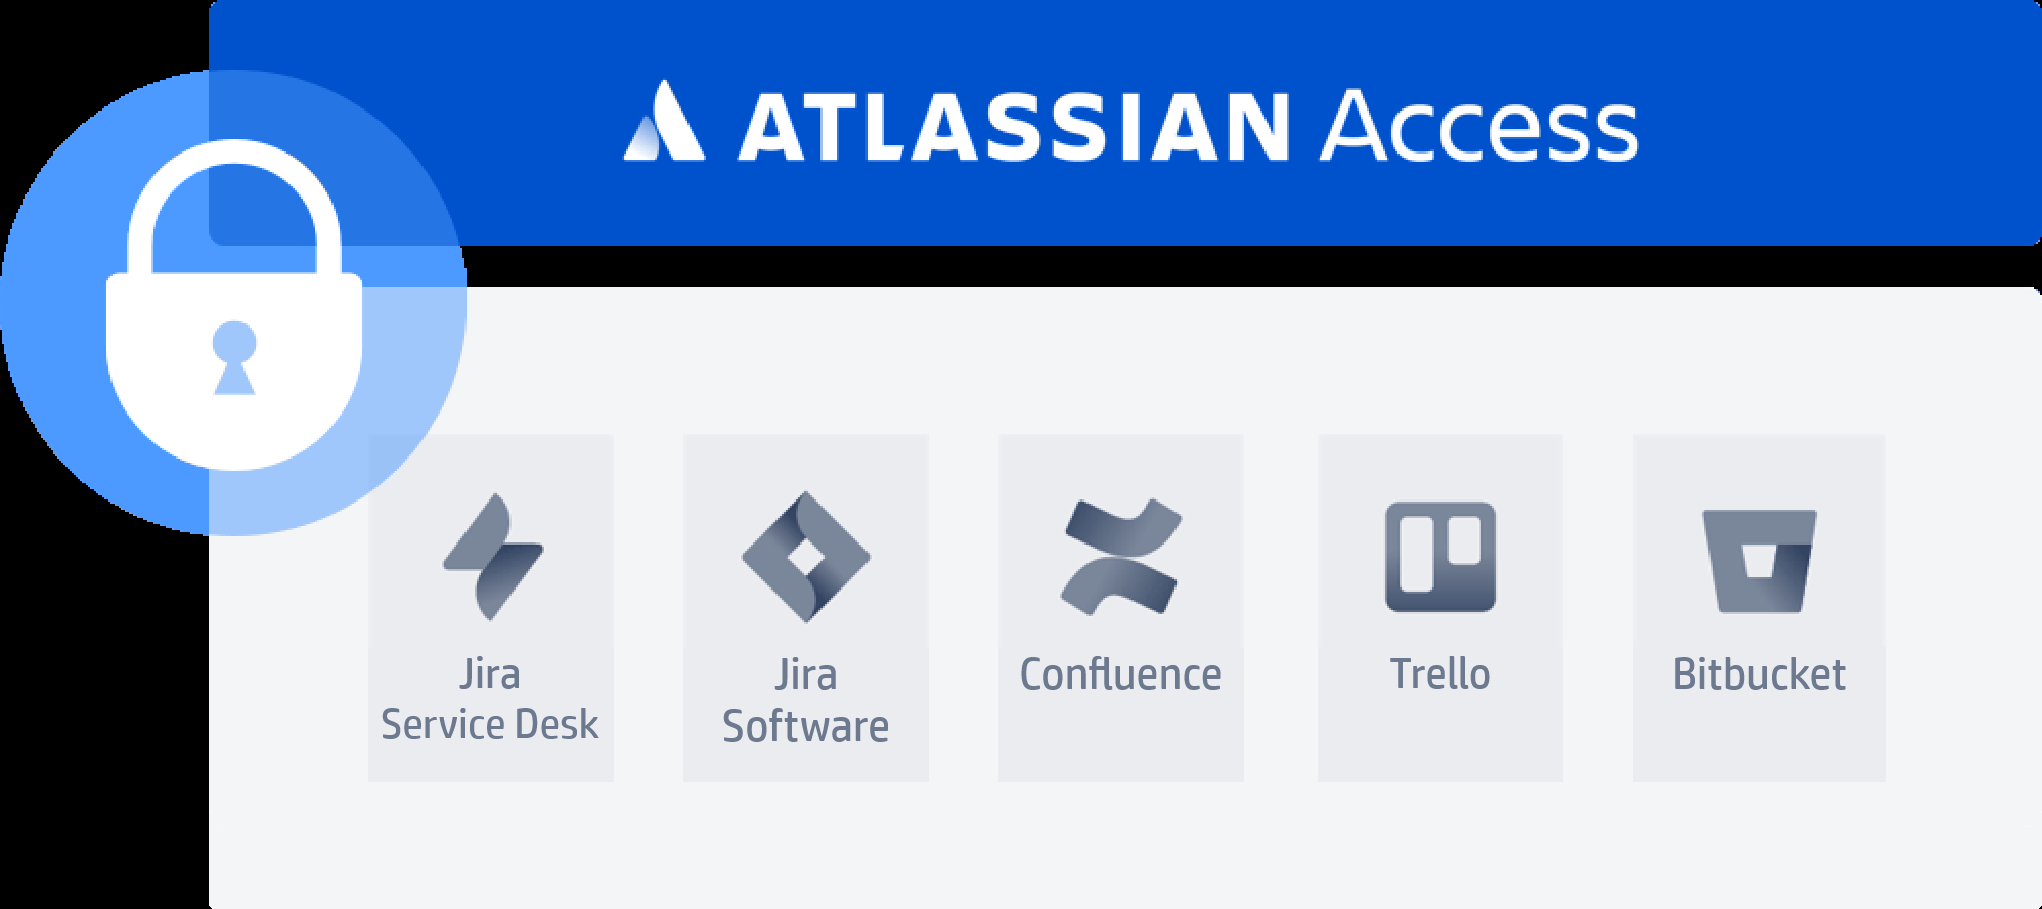 ATLASSIAN Access
Jira
Service Desk
Jira
Software
Confluence
Trello
Bitbucket